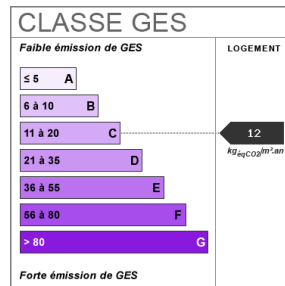 CLASSE GES
Faible émission de GES
LOGEMENT
≤ 5 A
6 à 10 B
11 à 20 C
12
kgéqCO2/m².an
21 à 35 D
36 à 55 E
56 à 80 F
> 80 G
Forte émission de GES